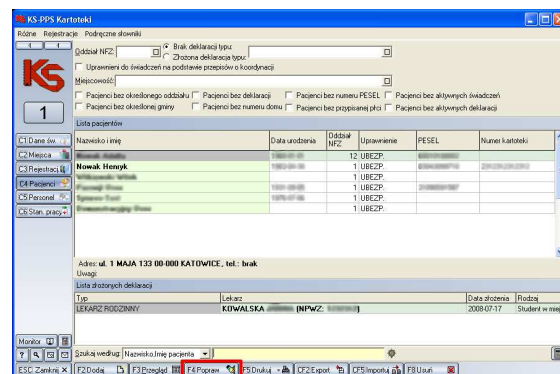 KS-PPS Kartoteki
Różne Rejestracje Podręczne słowniki
Oddział NFZ:
Brak deklaracji typu:
Złożona deklaracja typu:
Uprawnieni do świadczeń na podstawie przepisów o koordynacji
Miejscowość:
Pacjenci bez określonego oddziału Pacjenci bez deklaracji Pacjenci bez numeru PESEL Pacjenci bez aktywnych świadczeń
Pacjenci bez określonej gminy Pacjenci bez numeru domu Pacjenci bez przypisanej płci Pacjenci bez aktywnych deklaracji
KS
1
Lista pacjentów
Nazwisko i imię Data urodzenia Oddział NFZ Uprawnienie PESEL Numer kartoteki
12 UBEZP.
Nowak Henryk 1 UBEZP.
1 UBEZP.
1 UBEZP.
1 UBEZP.
1 UBEZP.
C1 Dane św.
C2 Miejsca
C3 Rejestracj
C4 Pacjenci
C5 Personel
C6 Stan. pracy
Adres: ul. 1 MAJA 133 00-000 KATOWICE, tel.: brak
Uwagi:
Lista złożonych deklaracji
Typ Lekarz Data złożenia Rodzaj
LEKARZ RODZINNY KOWALSKA (NPWZ: ) 2008-07-17 Student w miej
Monitor
Szukaj według: Nazwisko,Imię pacjenta
ESC Zamknij F2 Dodaj F3 Przegląd F4 Popraw F5 Drukuj CF2 Export CF5 Importuj F8 Usuń